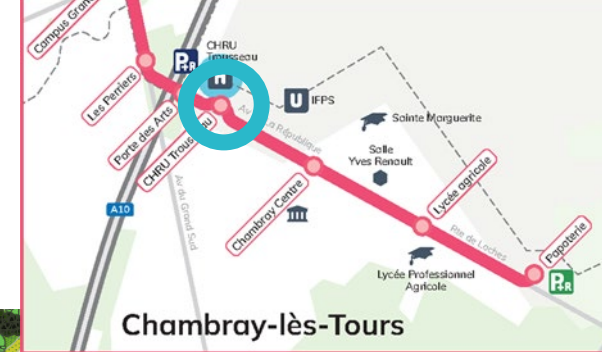 Campus Grand
P+R
CHRU
Trousseau
H
U IFPS
Les Perriers
Porte des Arts
CHRU Trousseau
Av. La République
Sainte Marguerite
Salle
Yves Renault
Lycée agricole
A10
Av du Grand Sud
Chambray Centre
Rte de Loches
Papoterie
P+R
Lycée Professionnel
Agricole
Chambray-lès-Tours